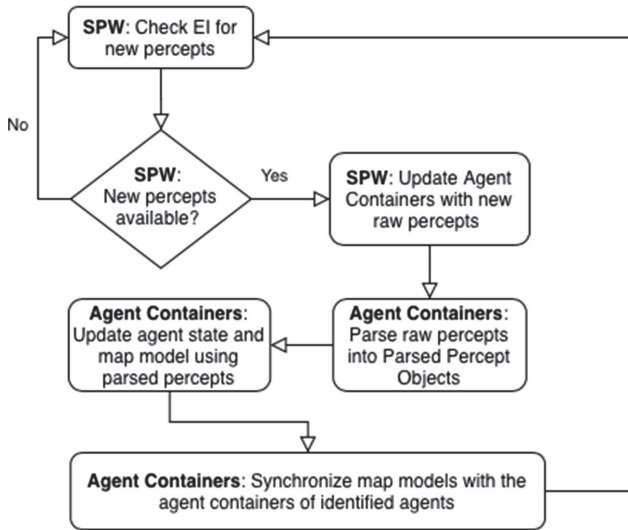 SPW: Check EI for
new percepts
No
SPW:
New percepts
available?
Yes
SPW: Update Agent
Containers with new
raw percepts
Agent Containers:
Parse raw percepts
into Parsed Percept
Objects
Agent Containers:
Update agent state and
map model using
parsed percepts
Agent Containers: Synchronize map models with the
agent containers of identified agents